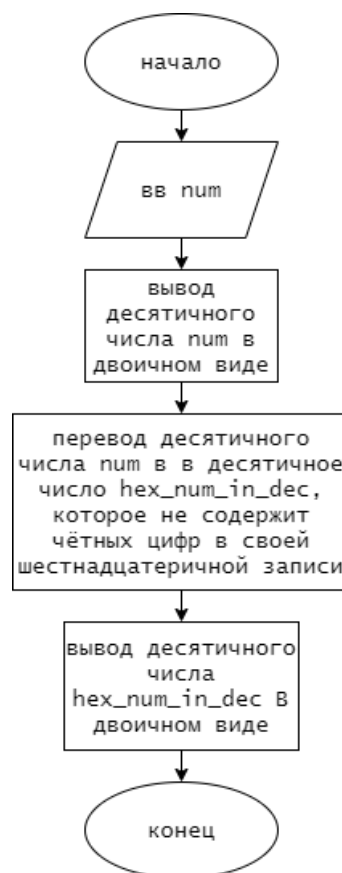 начало
вв num
вывод
десятичного
числа num в
двоичном виде
перевод десятичного
числа num в в десятичное
число hex_num_in_dec,
которое не содержит
чётных цифр в своей
шестнадцатеричной записи
вывод десятичного
числа
hex_num_in_dec В
двоичном виде
конец